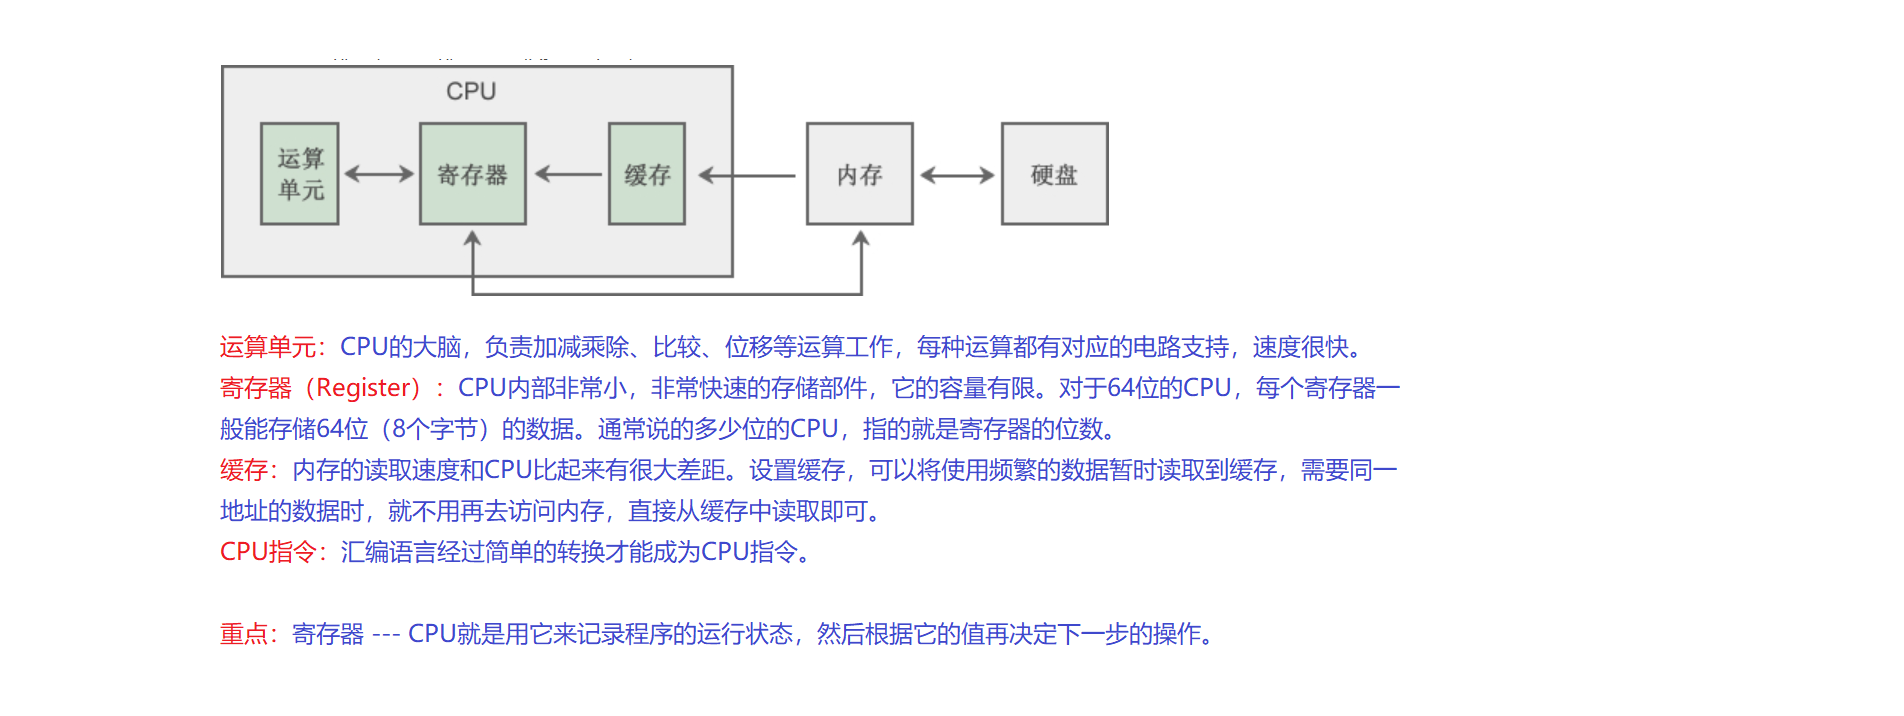 CPU
运算
单元
寄存器
缓存
内存
硬盘
运算单元：CPU的大脑，负责加减乘除、比较、位移等运算工作，每种运算都有对应的电路支持，速度很快。
寄存器（Register）：CPU内部非常小，非常快速的存储部件，它的容量有限。对于64位的CPU，每个寄存器一
般能存储64位（8个字节）的数据。通常说的多少位的CPU，指的就是寄存器的位数。
缓存：内存的读取速度和CPU比起来有很大差距。设置缓存，可以将使用频繁的数据暂时读取到缓存，需要同一
地址的数据时，就不用再去访问内存，直接从缓存中读取即可。
CPU指令：汇编语言经过简单的转换才能成为CPU指令。
重点：寄存器 --- CPU就是用它来记录程序的运行状态，然后根据它的值再决定下一步的操作。